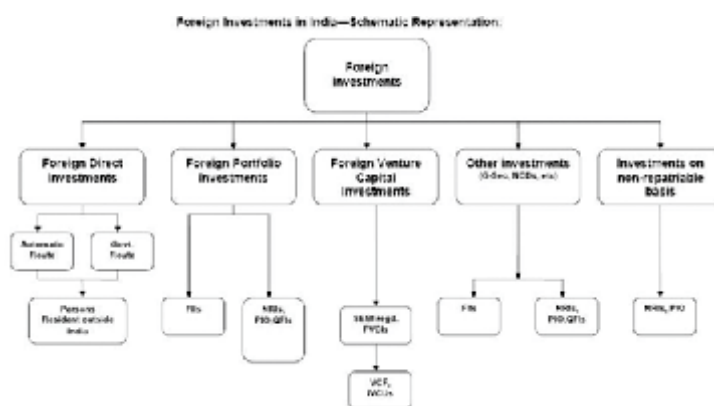 Foreign Investments in India—Schematic Representation:
Foreign
Investments
Foreign Direct
Investments
Foreign Portfolio
Investments
Foreign Venture
Capital
Investments
Other investments
(G-Sec, NCDs, etc)
Investments on
non-repatriable
basis
Automatic
Route
Govt.
Route
Persons
Resident outside
India
FIIs
NRIs,
PIO,QFIs
SEBI regd.
FVCIs
FIIs
NRIs,
PIO,QFIs
NRIs, PIO
VCF,
IVCUs